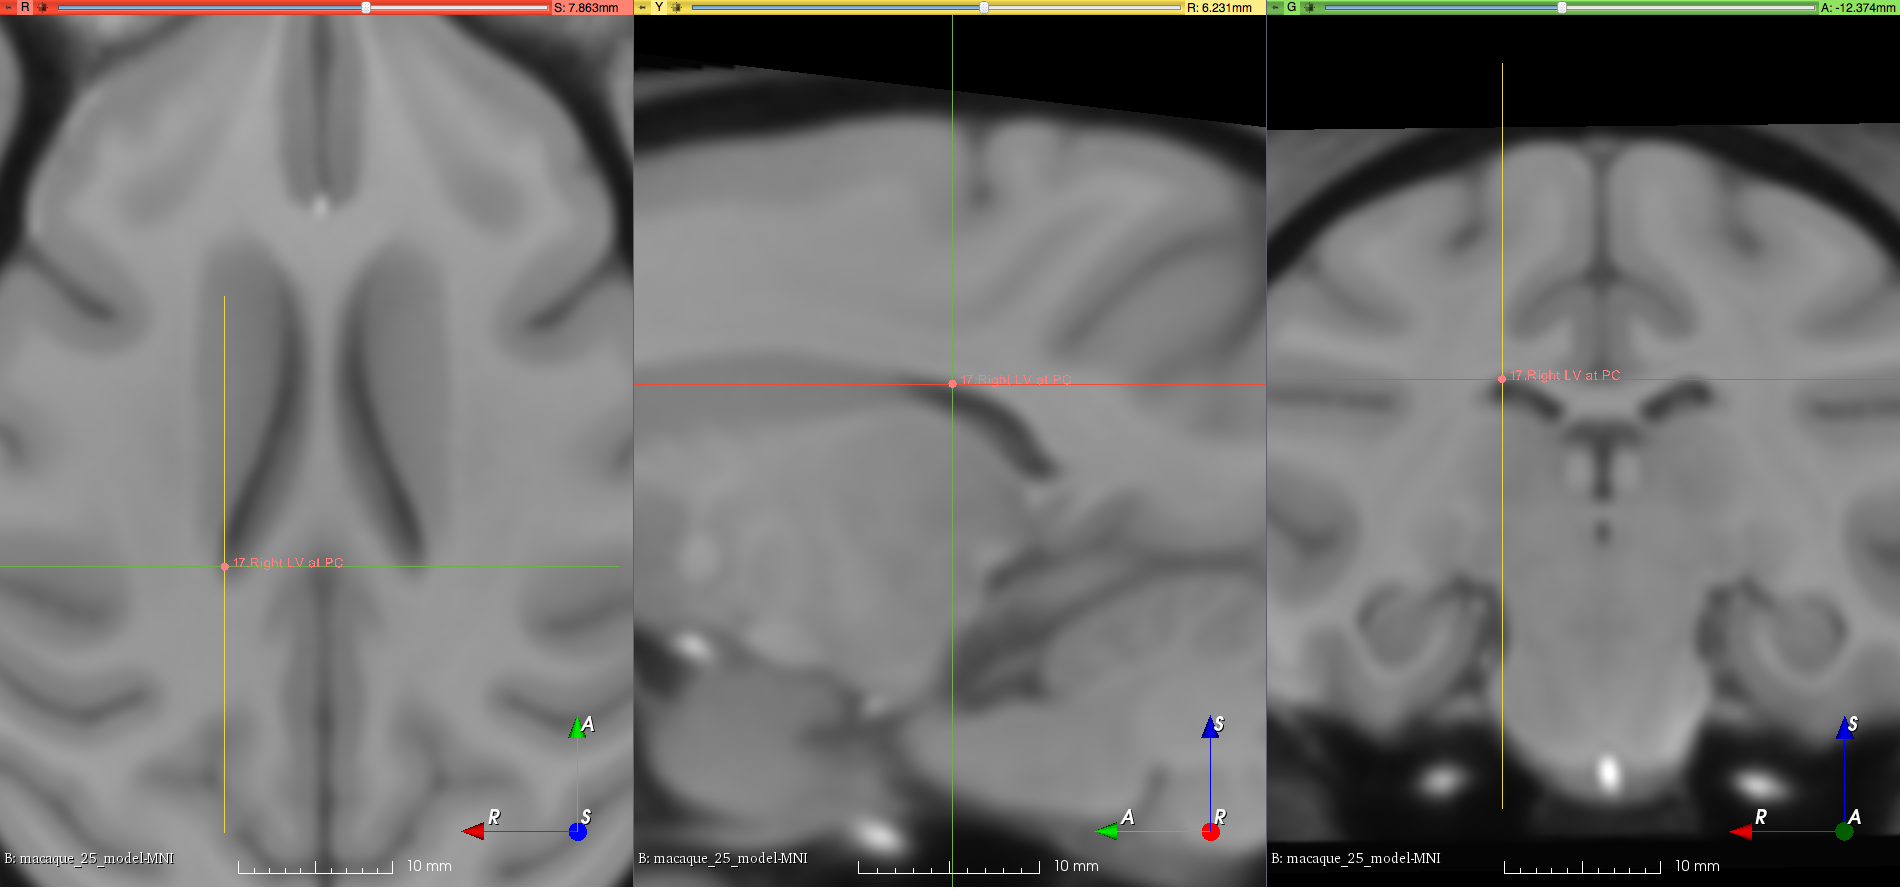 R S: 7.863mm
Y R: 6.231mm
G A: -12.374mm
17.Right LV at PC
17.Right LV at PC
17.Right LV at PC
A
R S
S
A R
S
R A
B: macaque_25_model-MNI 10 mm
B: macaque_25_model-MNI 10 mm
B: macaque_25_model-MNI 10 mm